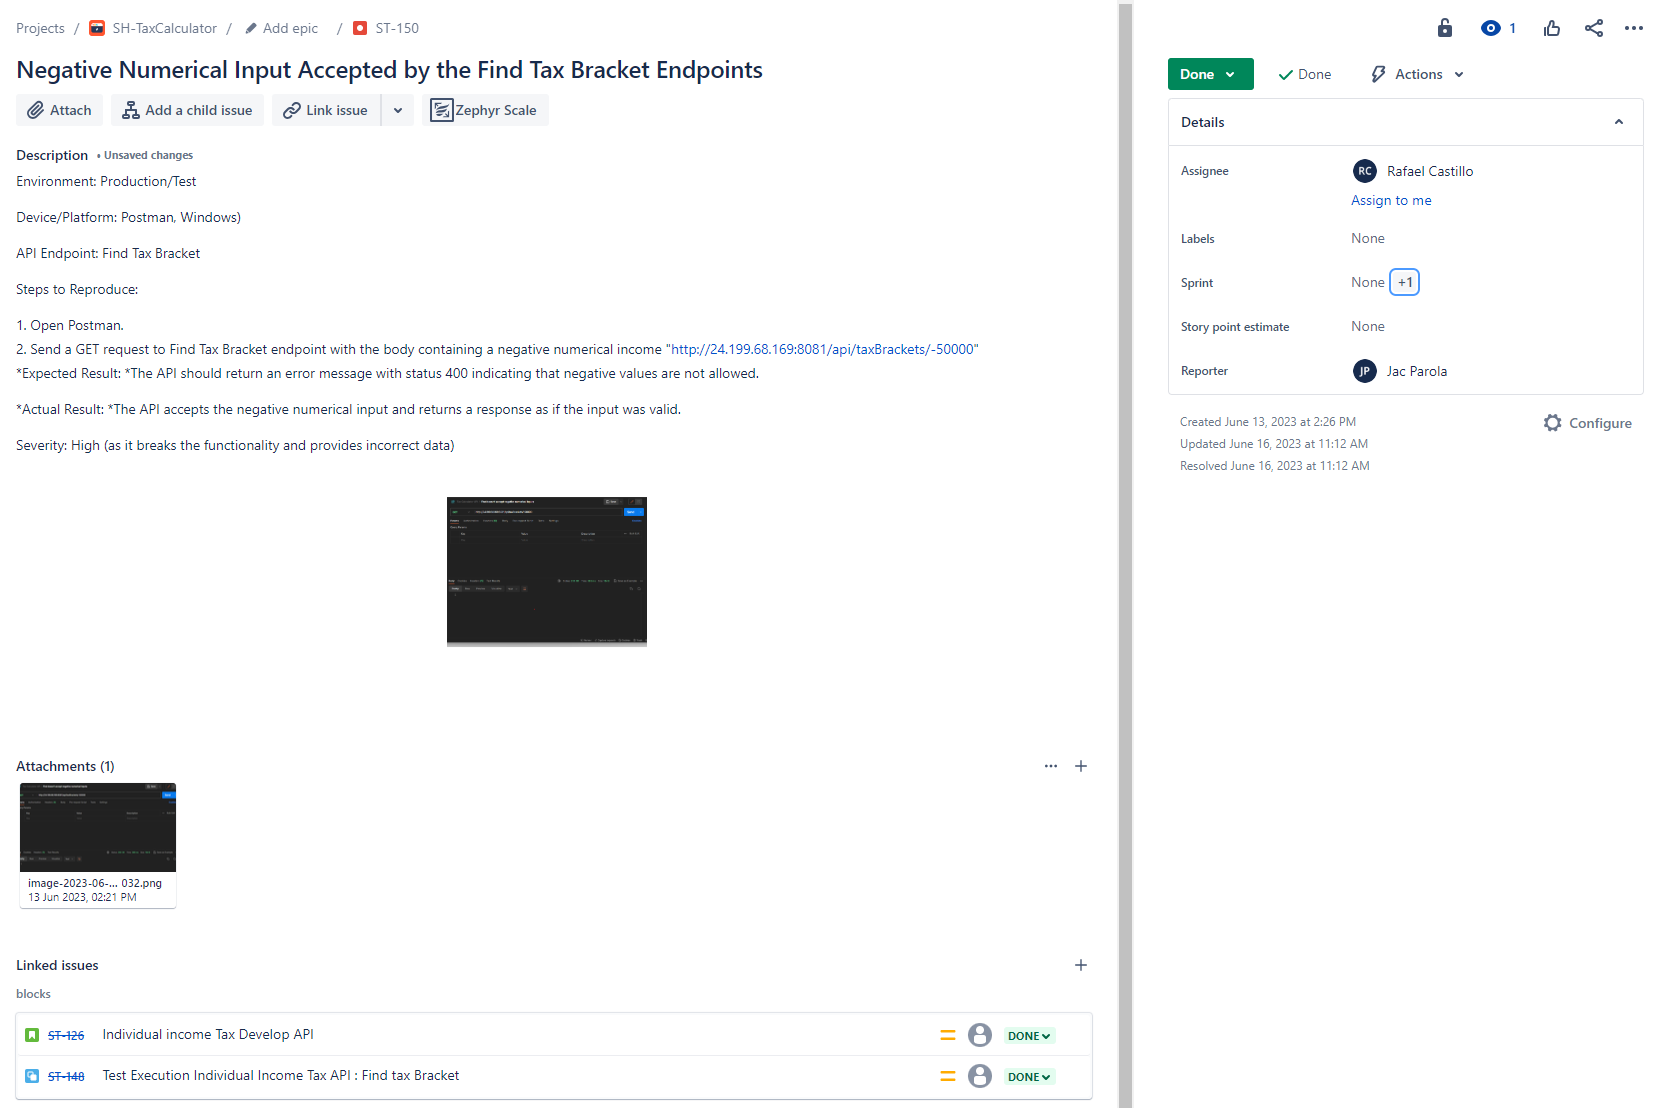 Projects / SH-TaxCalculator / Add epic / ST-150
Negative Numerical Input Accepted by the Find Tax Bracket Endpoints
Attach Add a child issue Link issue Zephyr Scale
Description • Unsaved changes
Environment: Production/Test
Device/Platform: Postman, Windows)
API Endpoint: Find Tax Bracket
Steps to Reproduce:
1. Open Postman.
2. Send a GET request to Find Tax Bracket endpoint with the body containing a negative numerical income "http://24.199.68.169:8081/api/taxBrackets/-50000"
*Expected Result: *The API should return an error message with status 400 indicating that negative values are not allowed.
*Actual Result: *The API accepts the negative numerical input and returns a response as if the input was valid.
Severity: High (as it breaks the functionality and provides incorrect data)
Attachments (1)
image-2023-06-... 032.png
13 Jun 2023, 02:21 PM
Linked issues
blocks
ST-126 Individual income Tax Develop API DONE
ST-148 Test Execution Individual Income Tax API : Find tax Bracket DONE
1
Done Done Actions
Details
Assignee RC Rafael Castillo
Assign to me
Labels None
Sprint None +1
Story point estimate None
Reporter JP Jac Parola
Created June 13, 2023 at 2:26 PM
Configure
Updated June 16, 2023 at 11:12 AM
Resolved June 16, 2023 at 11:12 AM